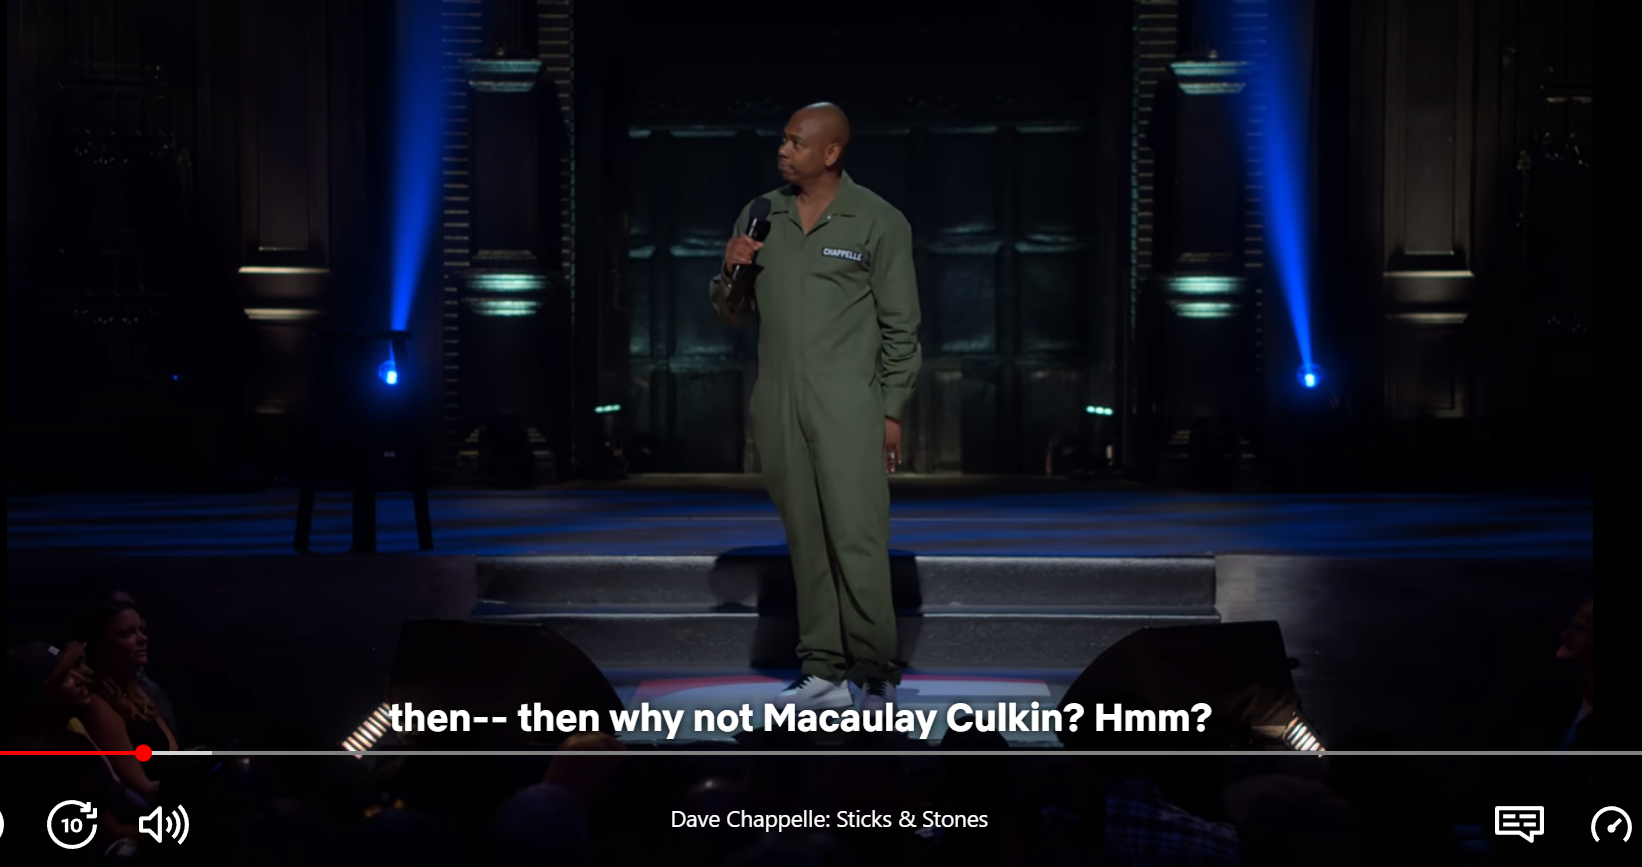 CHAPPELLE
then-- then why not Macaulay Culkin? Hmm?
10
Dave Chappelle: Sticks & Stones